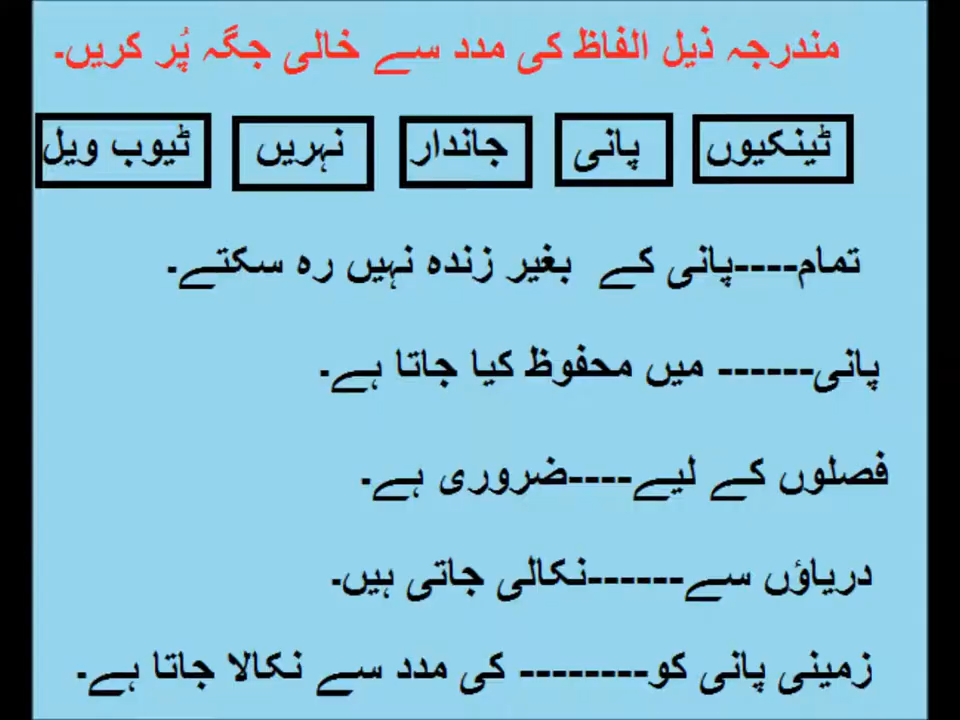 مندرجہ ذیل الفاظ کی مدد سے خالی جگہ پُر کریں۔
ٹینکیوں پانی جاندار نہریں ٹیوب ویل
تمام----پانی کے بغیر زندہ نہیں رہ سکتے۔
پانی------ میں محفوظ کیا جاتا ہے۔
فصلوں کے لیے----ضروری ہے۔
دریاؤں سے------نکالی جاتی ہیں۔
زمینی پانی کو-------- کی مدد سے نکالا جاتا ہے۔